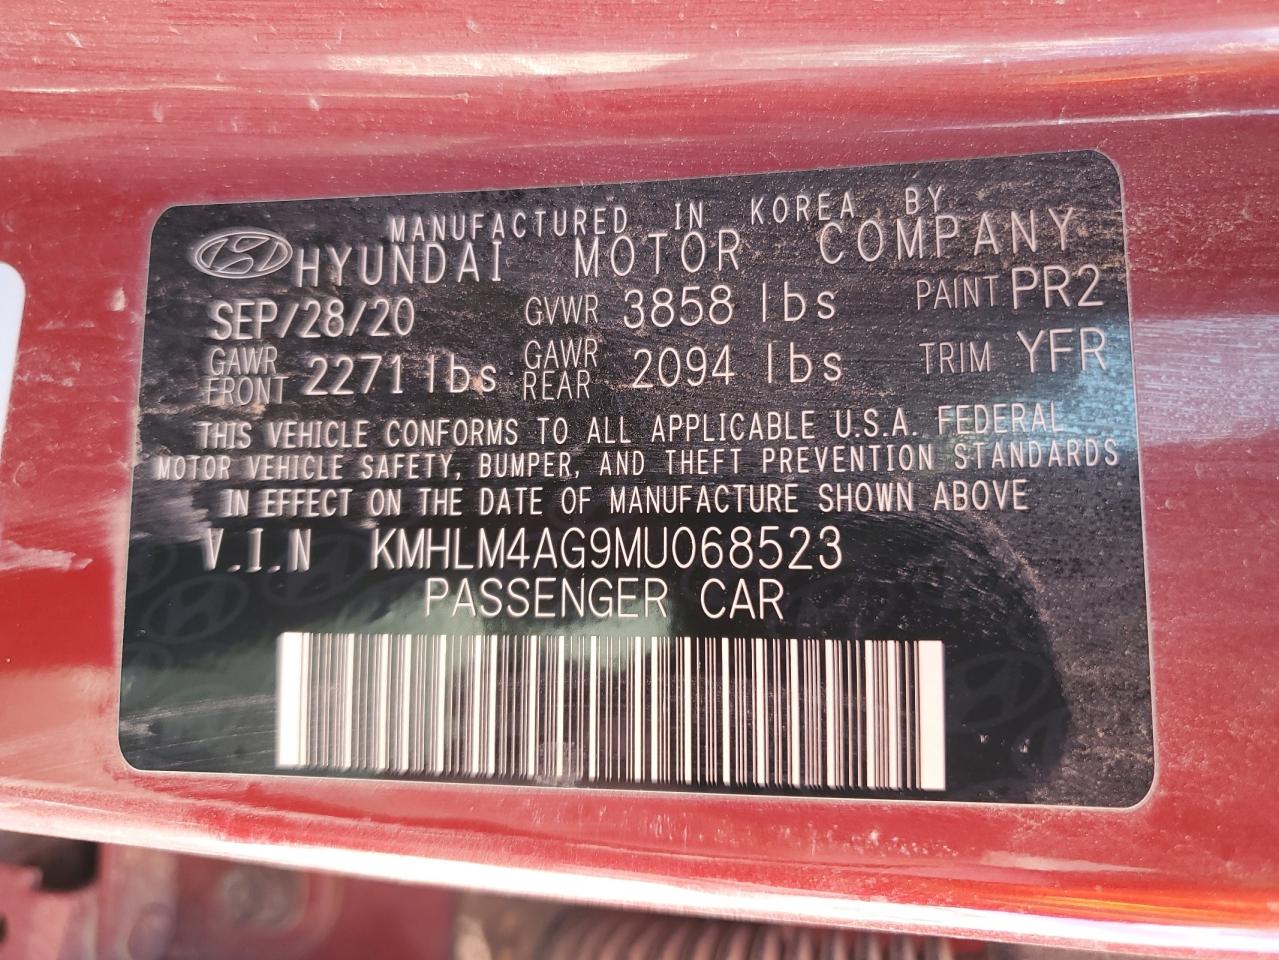 MANUFACTURED IN KOREA BY
HYUNDAI MOTOR COMPANY
SEP/28/20 GVWR 3858 lbs PAINT PR2
GAWR FRONT 2271 lbs GAWR REAR 2094 lbs TRIM YFR
THIS VEHICLE CONFORMS TO ALL APPLICABLE U.S.A. FEDERAL
MOTOR VEHICLE SAFETY, BUMPER, AND THEFT PREVENTION STANDARDS
IN EFFECT ON THE DATE OF MANUFACTURE SHOWN ABOVE
V.I.N KMHLM4AG9MU068523
PASSENGER CAR